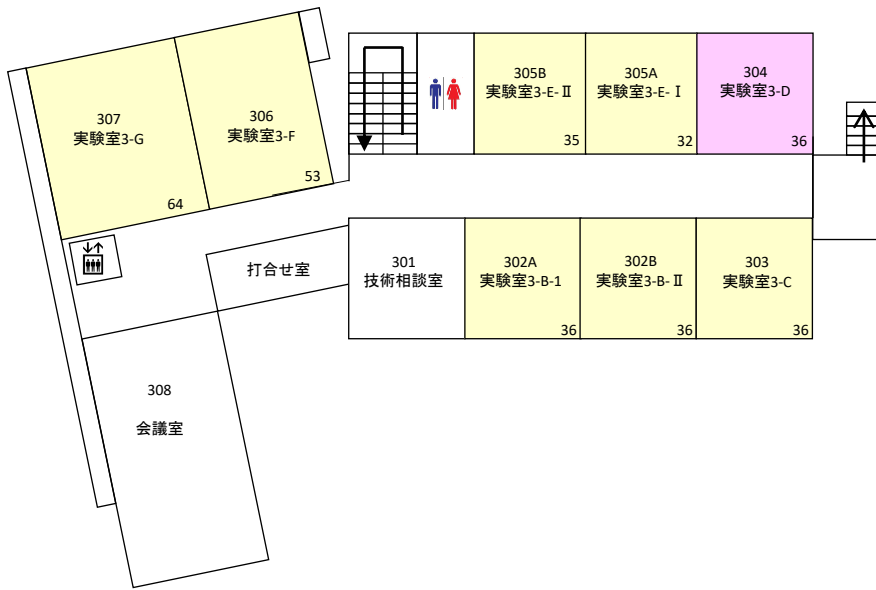 307
実験室3-G
64
306
実験室3-F
53
305B
実験室3-E-Ⅱ
35
305A
実験室3-E-Ⅰ
32
304
実験室3-D
36
打合せ室
301
技術相談室
302A
実験室3-B-1
36
302B
実験室3-B-Ⅱ
36
303
実験室3-C
36
308
会議室